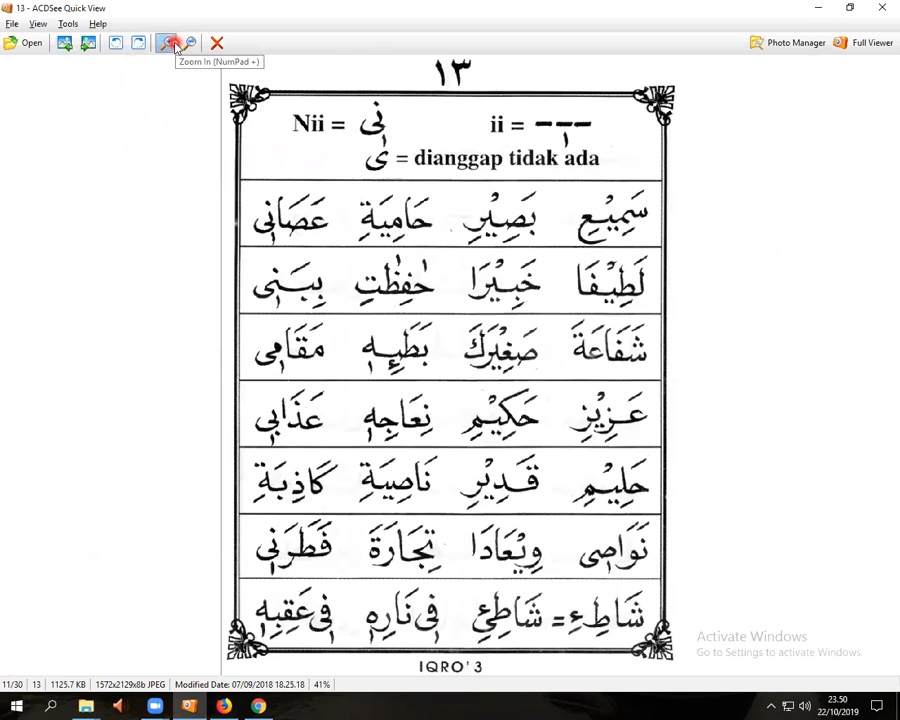 13 - ACDSee Quick View
File View Tools Help
Open
Photo Manager Full Viewer
Zoom In (NumPad +)
١٣
Nii = نٖى ii = ---ٖ
ى = dianggap tidak ada
سَمِيْعِ بَصِيْرِ حَامِيَةِ عَصَانِٖى
لَطِيْفَا خَبِيْرَا حٰفِظٰتِ بِبَنٖى
شَفَاعَةَ صَغِيْرَكَ بَطَيِٕهٖ مَقَامِٖى
عَزِيْزِ حَكِيْمِ نِعَاجِهٖ عَذَابٖى
حَلِيْمِ قَدِيْرِ نَاصِيَةِ كَاذِبَةِ
نَوَاصِٖى وِيْعَادَا تِجَارَةَ فَطَرَنٖى
شَاطِءِ = شَاطِئِ فٖى نَارِهٖ فٖى عَقِبِهٖ
IQRO' 3
Activate Windows
Go to Settings to activate Windows.
11/30 13 1125.7 KB 1572x2129x8b JPEG Modified Date: 07/09/2018 18.25.18 41%
23.50
22/10/2019